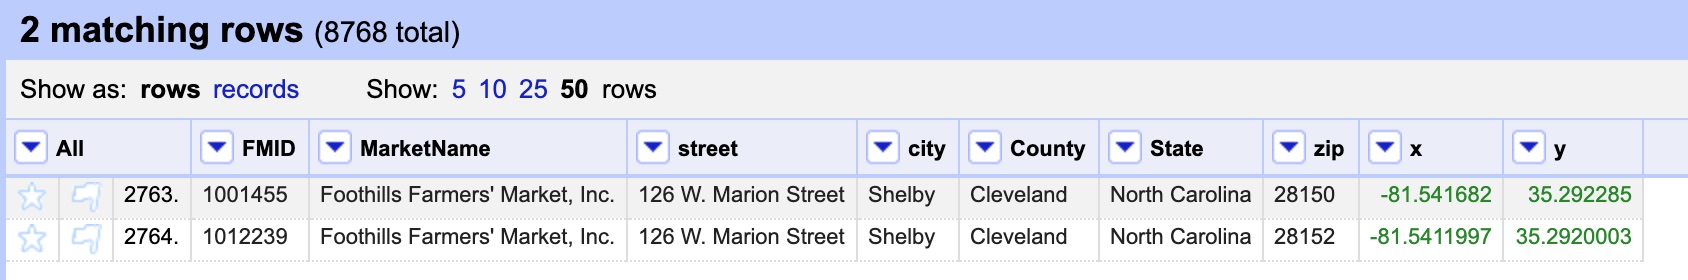 2 matching rows (8768 total)
Show as: rows records Show: 5 10 25 50 rows
All FMID MarketName street city County State zip x y
2763. 1001455 Foothills Farmers' Market, Inc. 126 W. Marion Street Shelby Cleveland North Carolina 28150 -81.541682 35.292285
2764. 1012239 Foothills Farmers' Market, Inc. 126 W. Marion Street Shelby Cleveland North Carolina 28152 -81.5411997 35.2920003